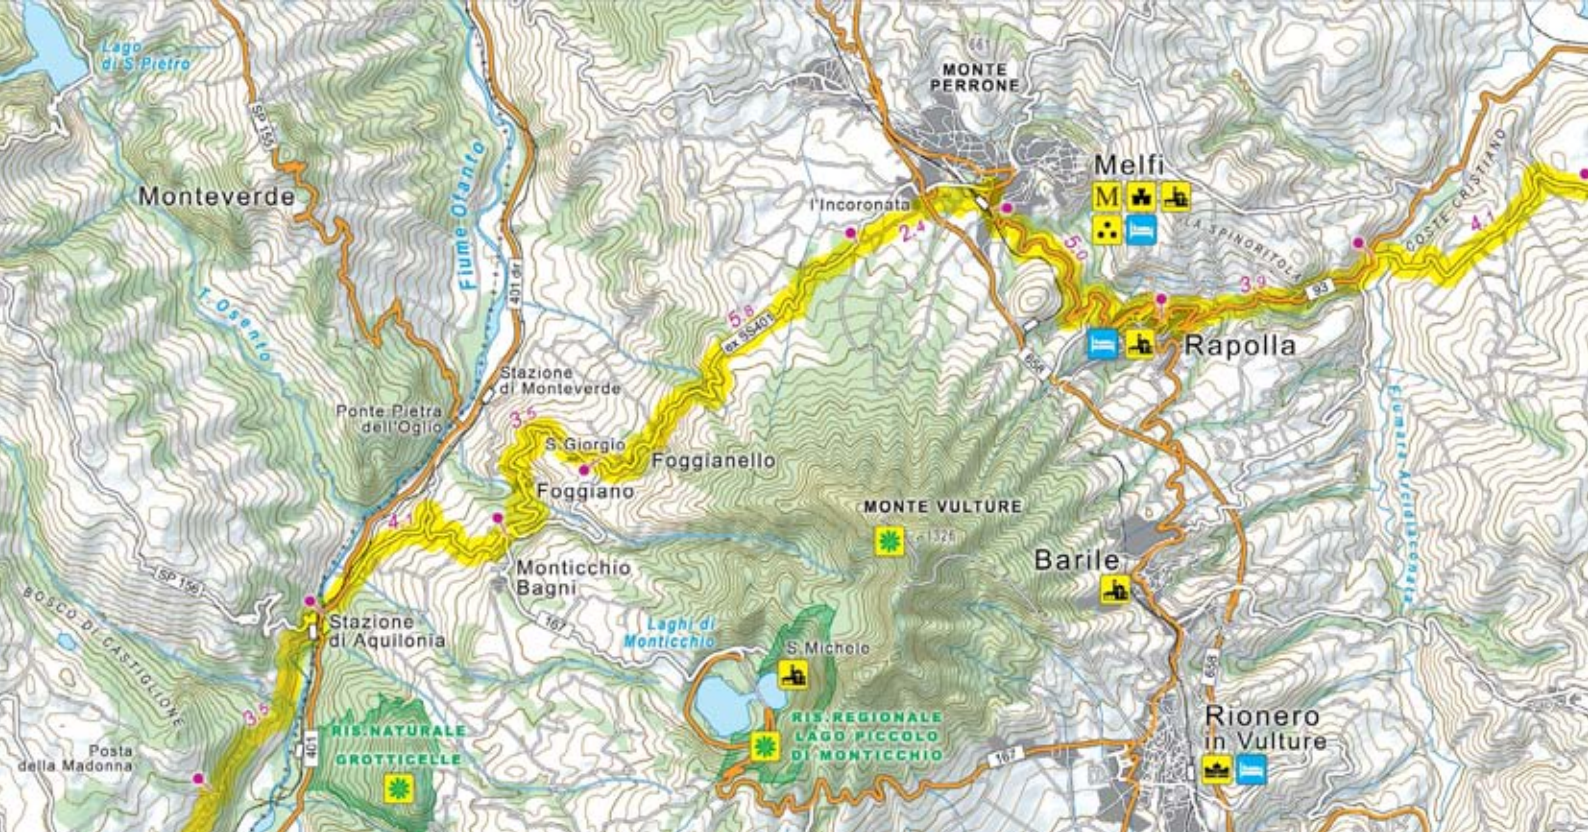 Lago
di S Pietro
661
MONTE
PERRONE
SP 155
Melfi
M
Monteverde
Fiume Ofanto
l'Incoronata
2.4
5.0
LA SPINORITOLA
COSTE CRISTIANO
4.1
3.9
93
401 dir
T. Osento
5.8
ex SS401
Rapolla
658
Stazione
di Monteverde
Ponte Pietra
dell'Oglio
3.5
S.Giorgio
Foggianello
Foggiano
Fiumara Arcidiaconata
MONTE VULTURE
1326
4.
Barile
Monticchio
Bagni
SP 156
BOSCO DI CASTIGLIONE
167
Stazione
di Aquilonia
Laghi di
Monticchio
S.Michele
658
3.5
RIS.NATURALE
GROTTICELLE
401
RIS.REGIONALE
LAGO PICCOLO
DI MONTICCHIO
Rionero
in Vulture
Posta
della Madonna
167